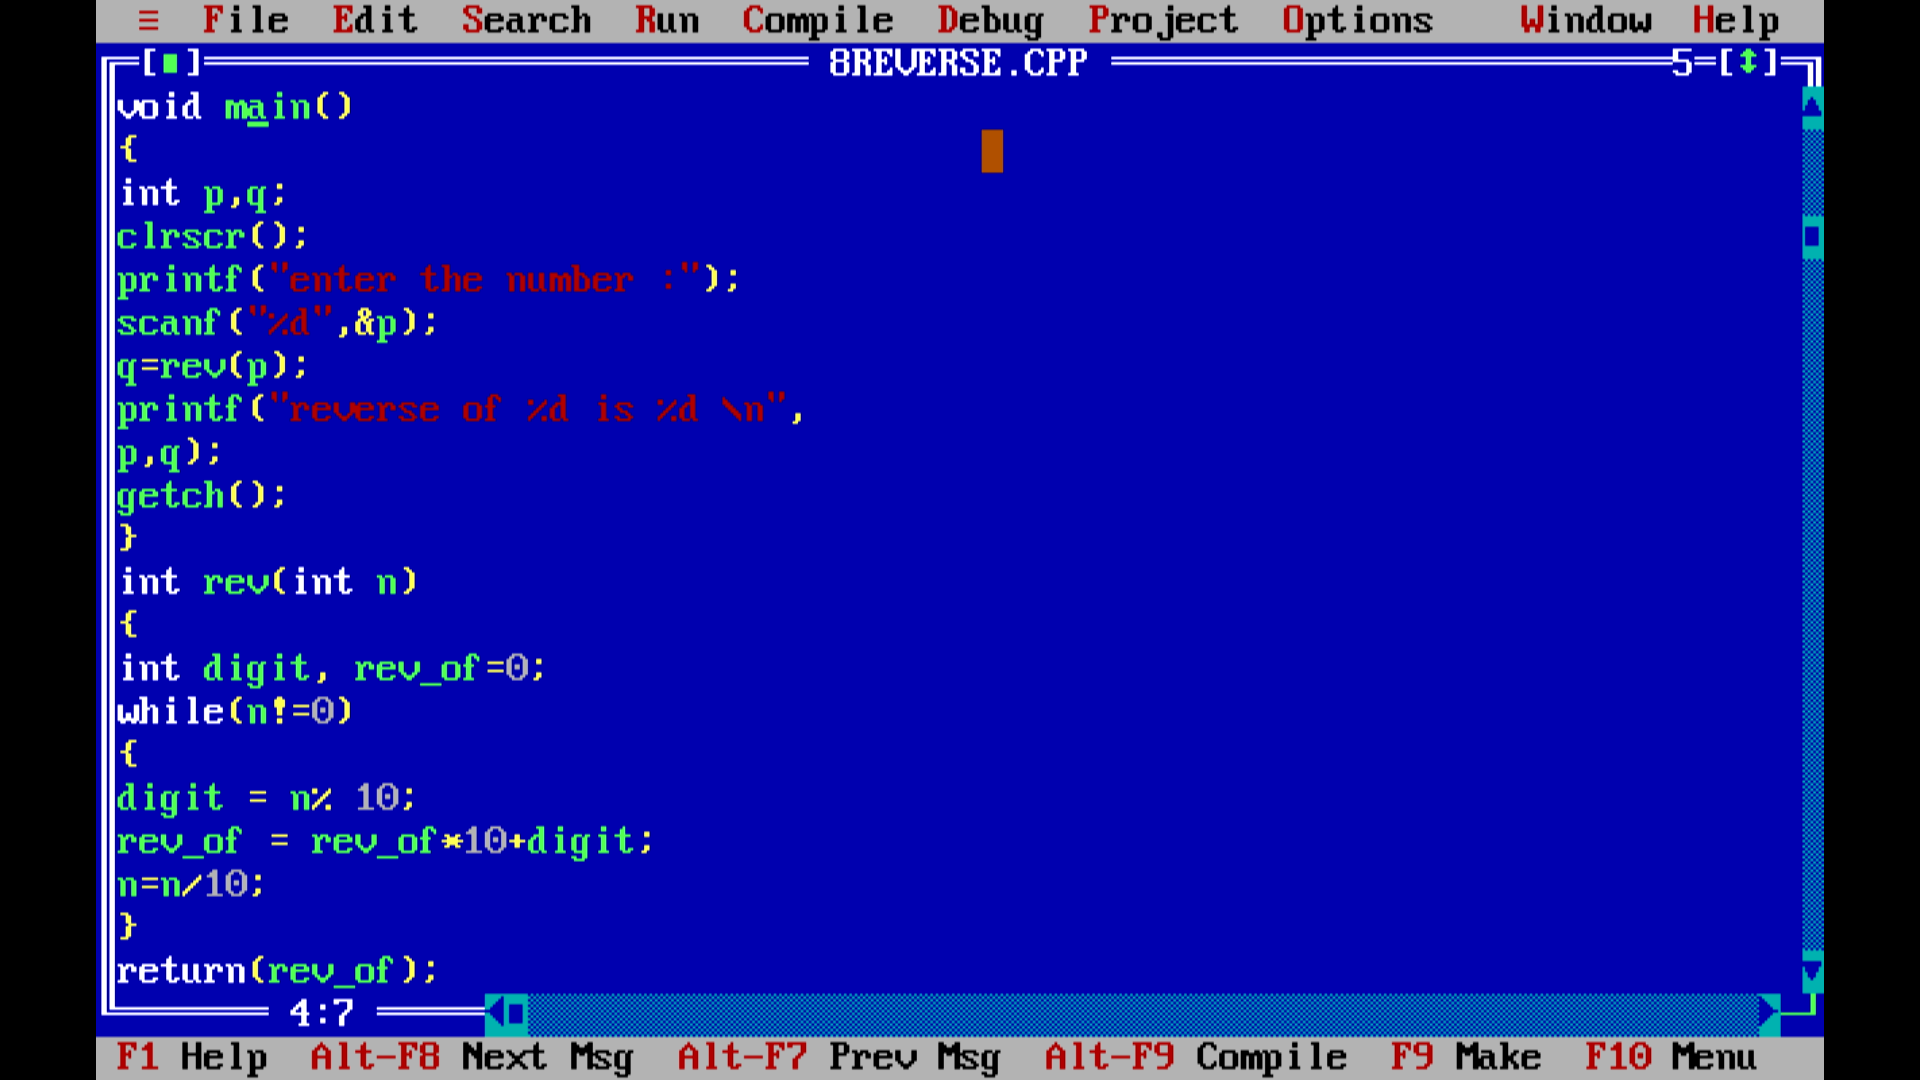 ≡ File Edit Search Run Compile Debug Project Options Window Help
[■] 8REVERSE.CPP 5=[↕]
void main()
{
int p,q;
clrscr();
printf("enter the number :");
scanf("%d",&p);
q=rev(p);
printf("reverse of %d is %d \n",
p,q);
getch();
}
int rev(int n)
{
int digit, rev_of=0;
while(n!=0)
{
digit = n% 10;
rev_of = rev_of*10+digit;
n=n/10;
}
return(rev_of);
4:7
F1 Help Alt-F8 Next Msg Alt-F7 Prev Msg Alt-F9 Compile F9 Make F10 Menu